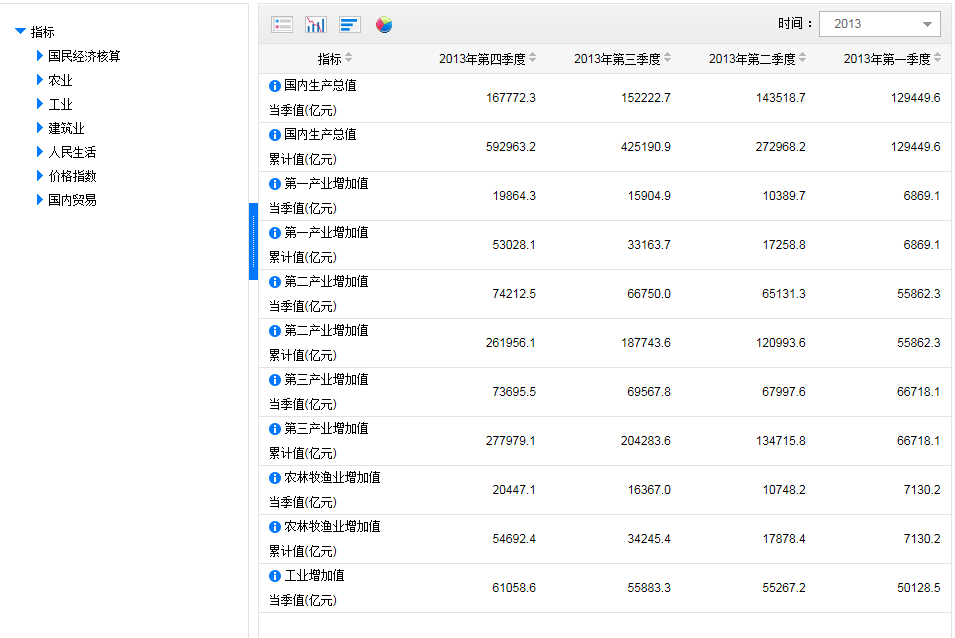 指标
国民经济核算
农业
工业
建筑业
人民生活
价格指数
国内贸易
时间： 2013
指标 2013年第四季度 2013年第三季度 2013年第二季度 2013年第一季度
国内生产总值
当季值(亿元) 167772.3 152222.7 143518.7 129449.6
国内生产总值
累计值(亿元) 592963.2 425190.9 272968.2 129449.6
第一产业增加值
当季值(亿元) 19864.3 15904.9 10389.7 6869.1
第一产业增加值
累计值(亿元) 53028.1 33163.7 17258.8 6869.1
第二产业增加值
当季值(亿元) 74212.5 66750.0 65131.3 55862.3
第二产业增加值
累计值(亿元) 261956.1 187743.6 120993.6 55862.3
第三产业增加值
当季值(亿元) 73695.5 69567.8 67997.6 66718.1
第三产业增加值
累计值(亿元) 277979.1 204283.6 134715.8 66718.1
农林牧渔业增加值
当季值(亿元) 20447.1 16367.0 10748.2 7130.2
农林牧渔业增加值
累计值(亿元) 54692.4 34245.4 17878.4 7130.2
工业增加值
当季值(亿元) 61058.6 55883.3 55267.2 50128.5